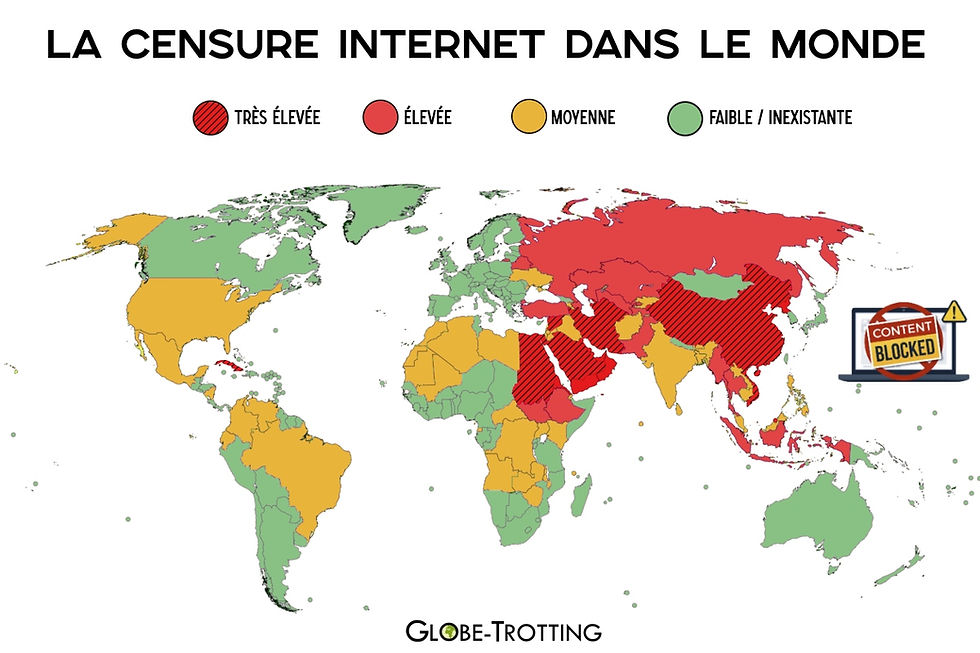 LA CENSURE INTERNET DANS LE MONDE
TRÈS ÉLEVÉE ÉLEVÉE MOYENNE FAIBLE / INEXISTANTE
CONTENT
BLOCKED
GLOBE-TROTTING